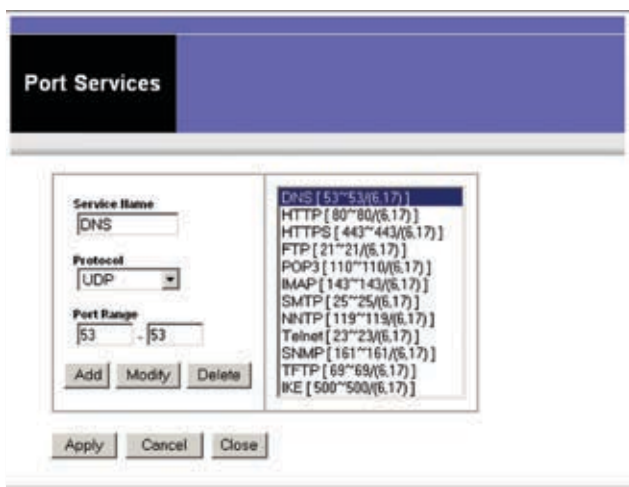 Port Services
Service Name
DNS
Protocol
UDP
Port Range
53 - 53
Add Modify Delete
DNS [ 53~53/(6,17) ]
HTTP [ 80~80/(6,17) ]
HTTPS [ 443~443/(6,17) ]
FTP [ 21~21/(6,17) ]
POP3 [ 110~110/(6,17) ]
IMAP [ 143~143/(6,17) ]
SMTP [ 25~25/(6,17) ]
NNTP [ 119~119/(6,17) ]
Telnet [ 23~23/(6,17) ]
SNMP [ 161~161/(6,17) ]
TFTP [ 69~69/(6,17) ]
IKE [ 500~500/(6,17) ]
Apply Cancel Close